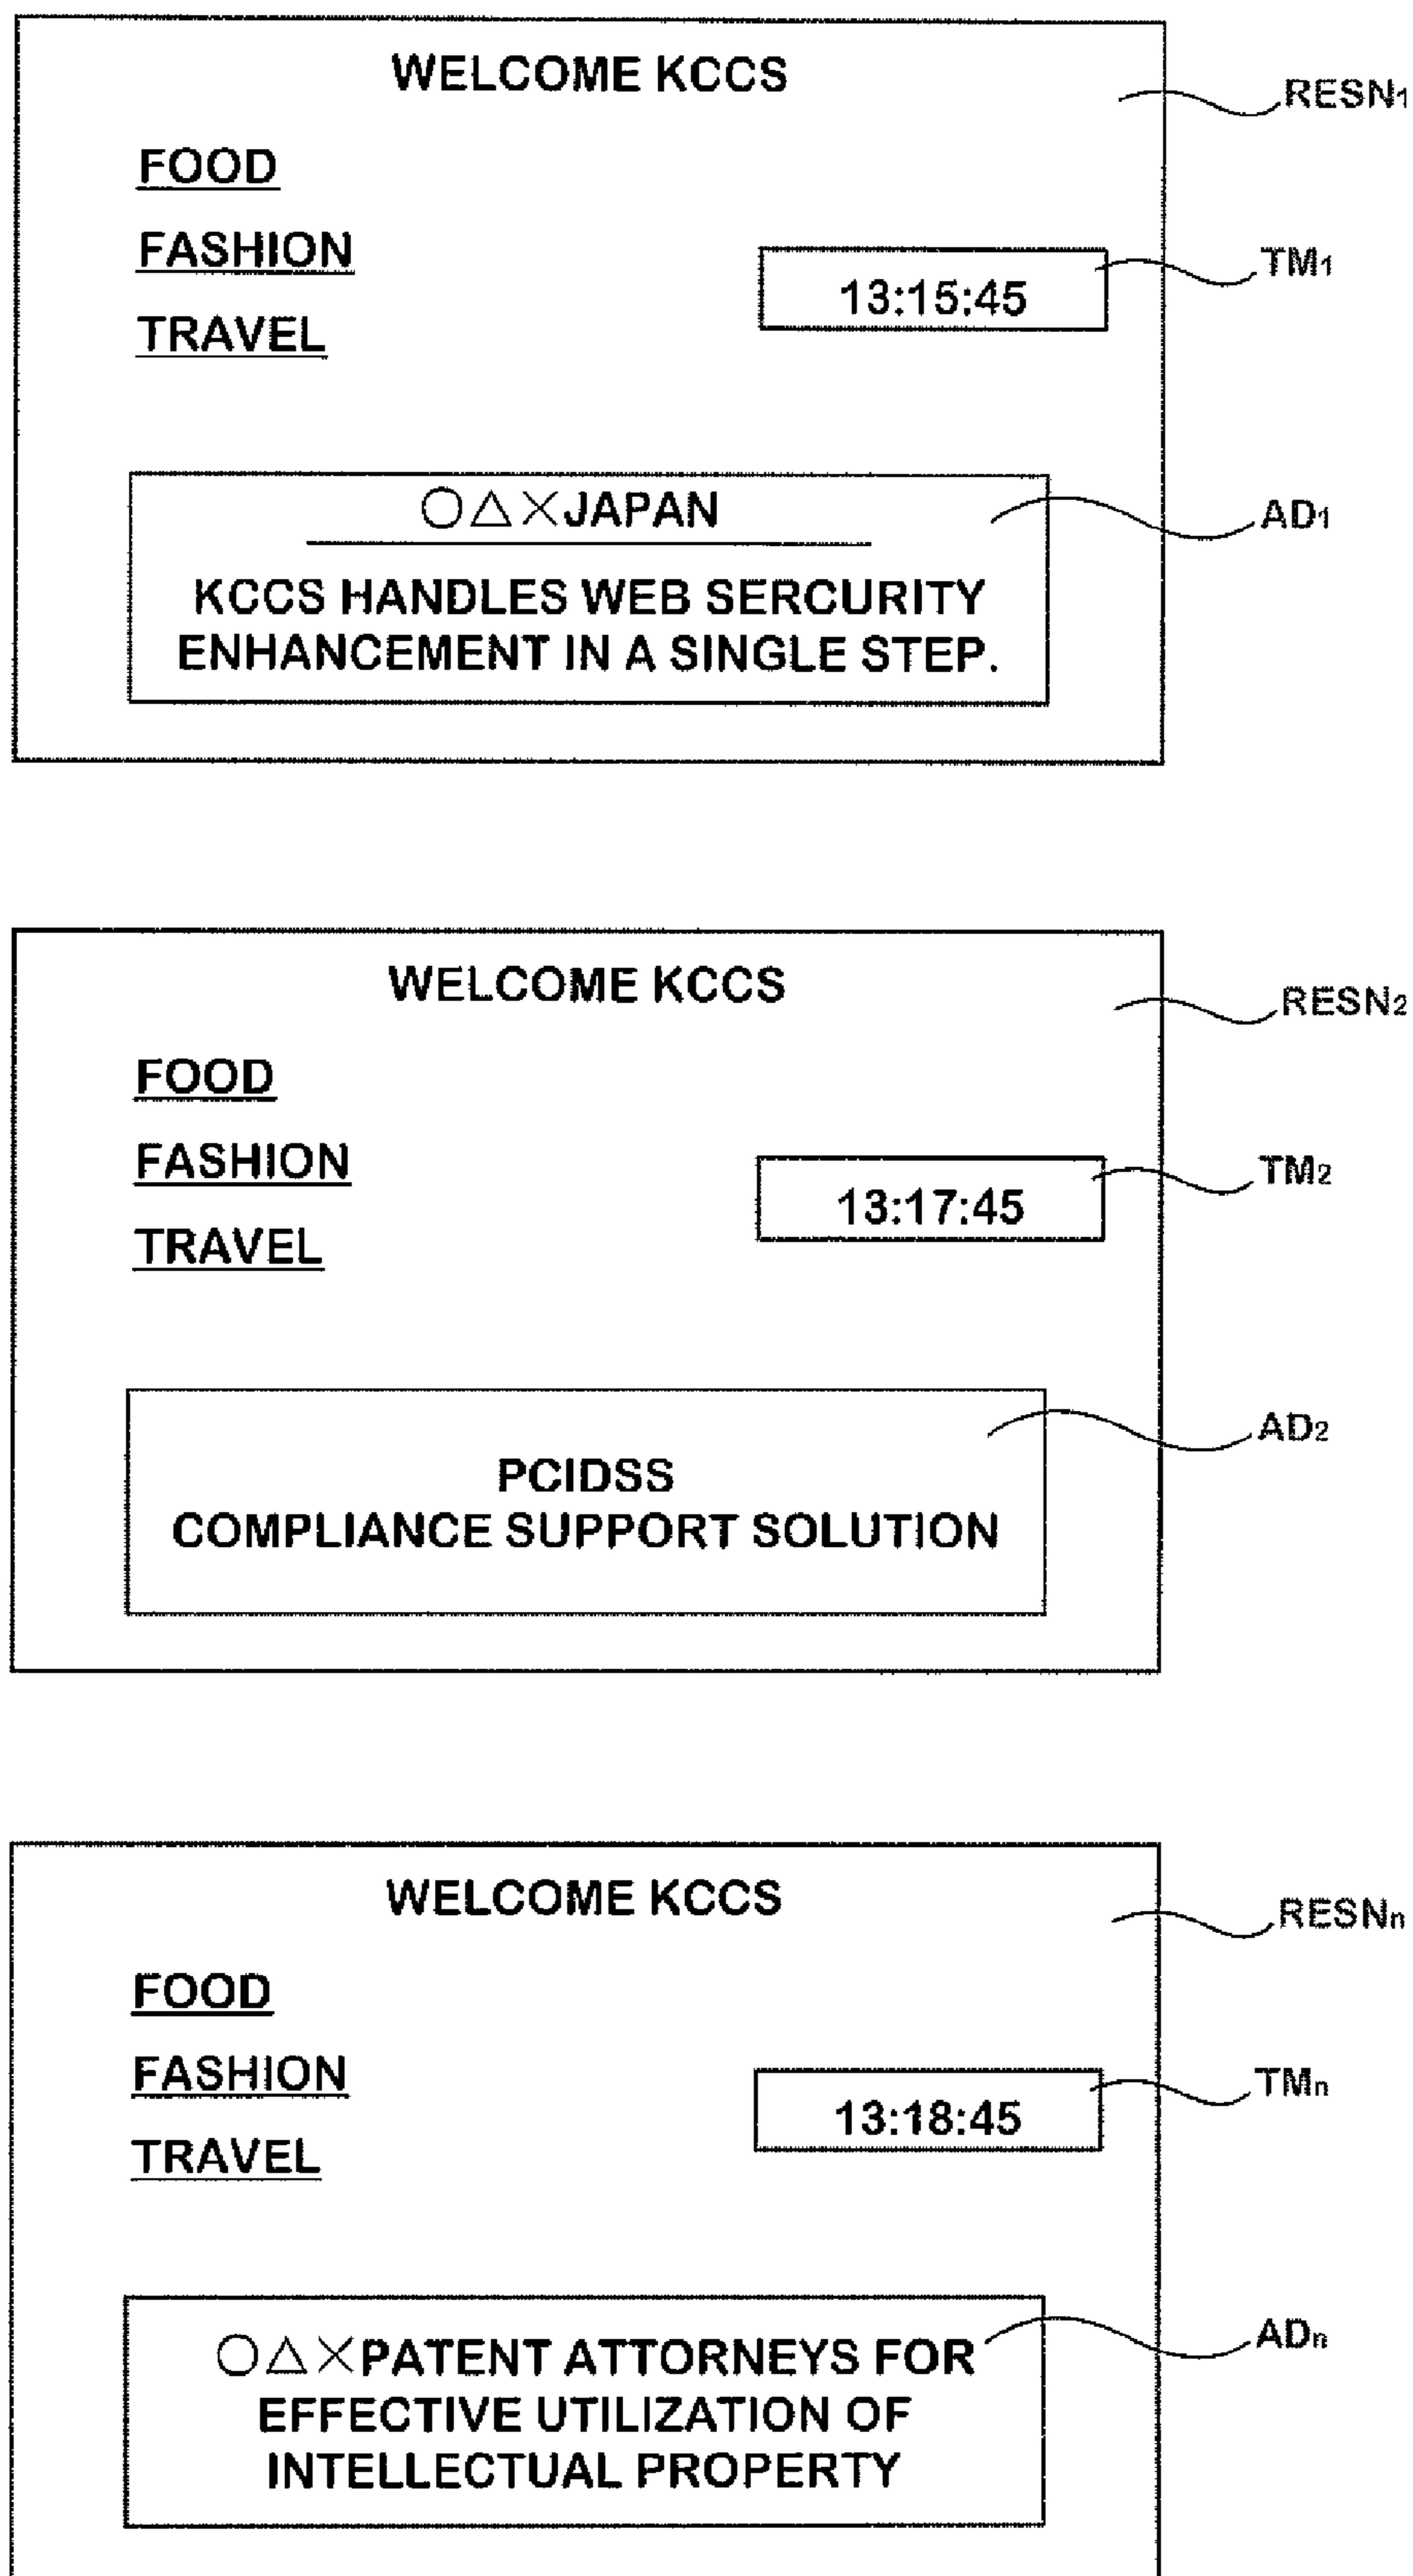 WELCOME KCCS
RESN1
FOOD
FASHION
TM1
13:15:45
TRAVEL
○△×JAPAN
AD1
KCCS HANDLES WEB SERCURITY
ENHANCEMENT IN A SINGLE STEP.
WELCOME KCCS
RESN2
FOOD
FASHION
TM2
13:17:45
TRAVEL
AD2
PCIDSS
COMPLIANCE SUPPORT SOLUTION
WELCOME KCCS
RESNn
FOOD
FASHION
TMn
13:18:45
TRAVEL
ADn
○△×PATENT ATTORNEYS FOR
EFFECTIVE UTILIZATION OF
INTELLECTUAL PROPERTY